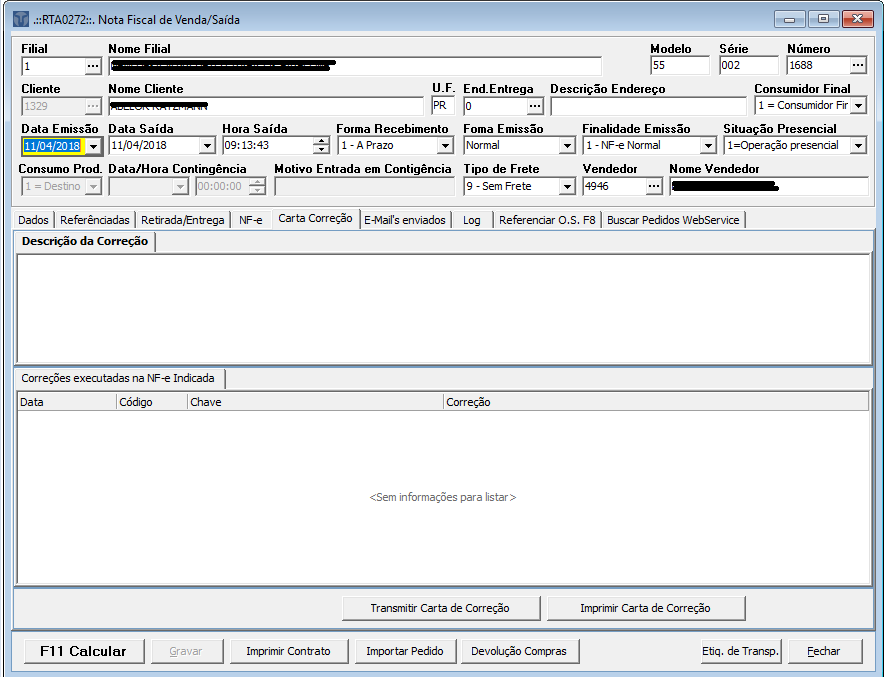 .::RTA0272::. Nota Fiscal de Venda/Saída
Filial Nome Filial Modelo Série Número
1 ... 55 002 1688 ...
Cliente Nome Cliente U.F. End.Entrega Descrição Endereço Consumidor Final
1329 ... PR 0 ... 1 = Consumidor Fir
Data Emissão Data Saída Hora Saída Forma Recebimento Foma Emissão Finalidade Emissão Situação Presencial
11/04/2018 11/04/2018 09:13:43 1 - A Prazo Normal 1 - NF-e Normal 1=Operação presencial
Consumo Prod. Data/Hora Contingência Motivo Entrada em Contigência Tipo de Frete Vendedor Nome Vendedor
1 = Destino 00:00:00 9 - Sem Frete 4946 ...
Dados Referênciadas Retirada/Entrega NF-e Carta Correção E-Mail's enviados Log Referenciar O.S. F8 Buscar Pedidos WebService
Descrição da Correção
Correções executadas na NF-e Indicada
Data Código Chave Correção
<Sem informações para listar>
Transmitir Carta de Correção Imprimir Carta de Correção
F11 Calcular Gravar Imprimir Contrato Importar Pedido Devolução Compras Etiq. de Transp. Fechar